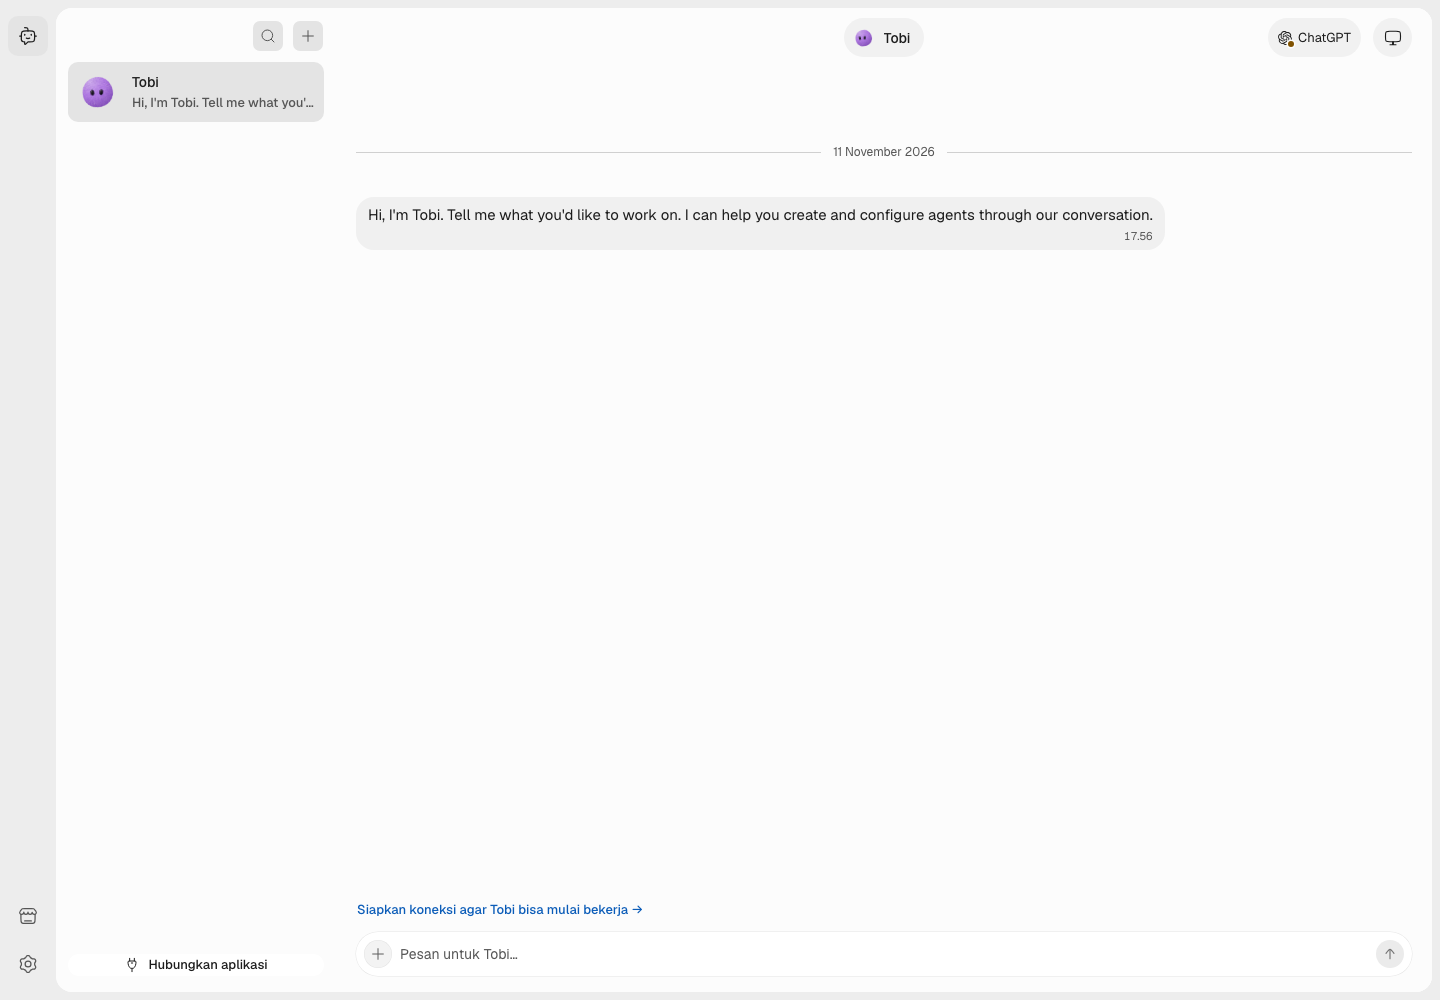 Tobi
Hi, I'm Tobi. Tell me what you'...
Tobi
ChatGPT
11 November 2026
Hi, I'm Tobi. Tell me what you'd like to work on. I can help you create and configure agents through our conversation.
17.56
Siapkan koneksi agar Tobi bisa mulai bekerja →
Pesan untuk Tobi...
Hubungkan aplikasi